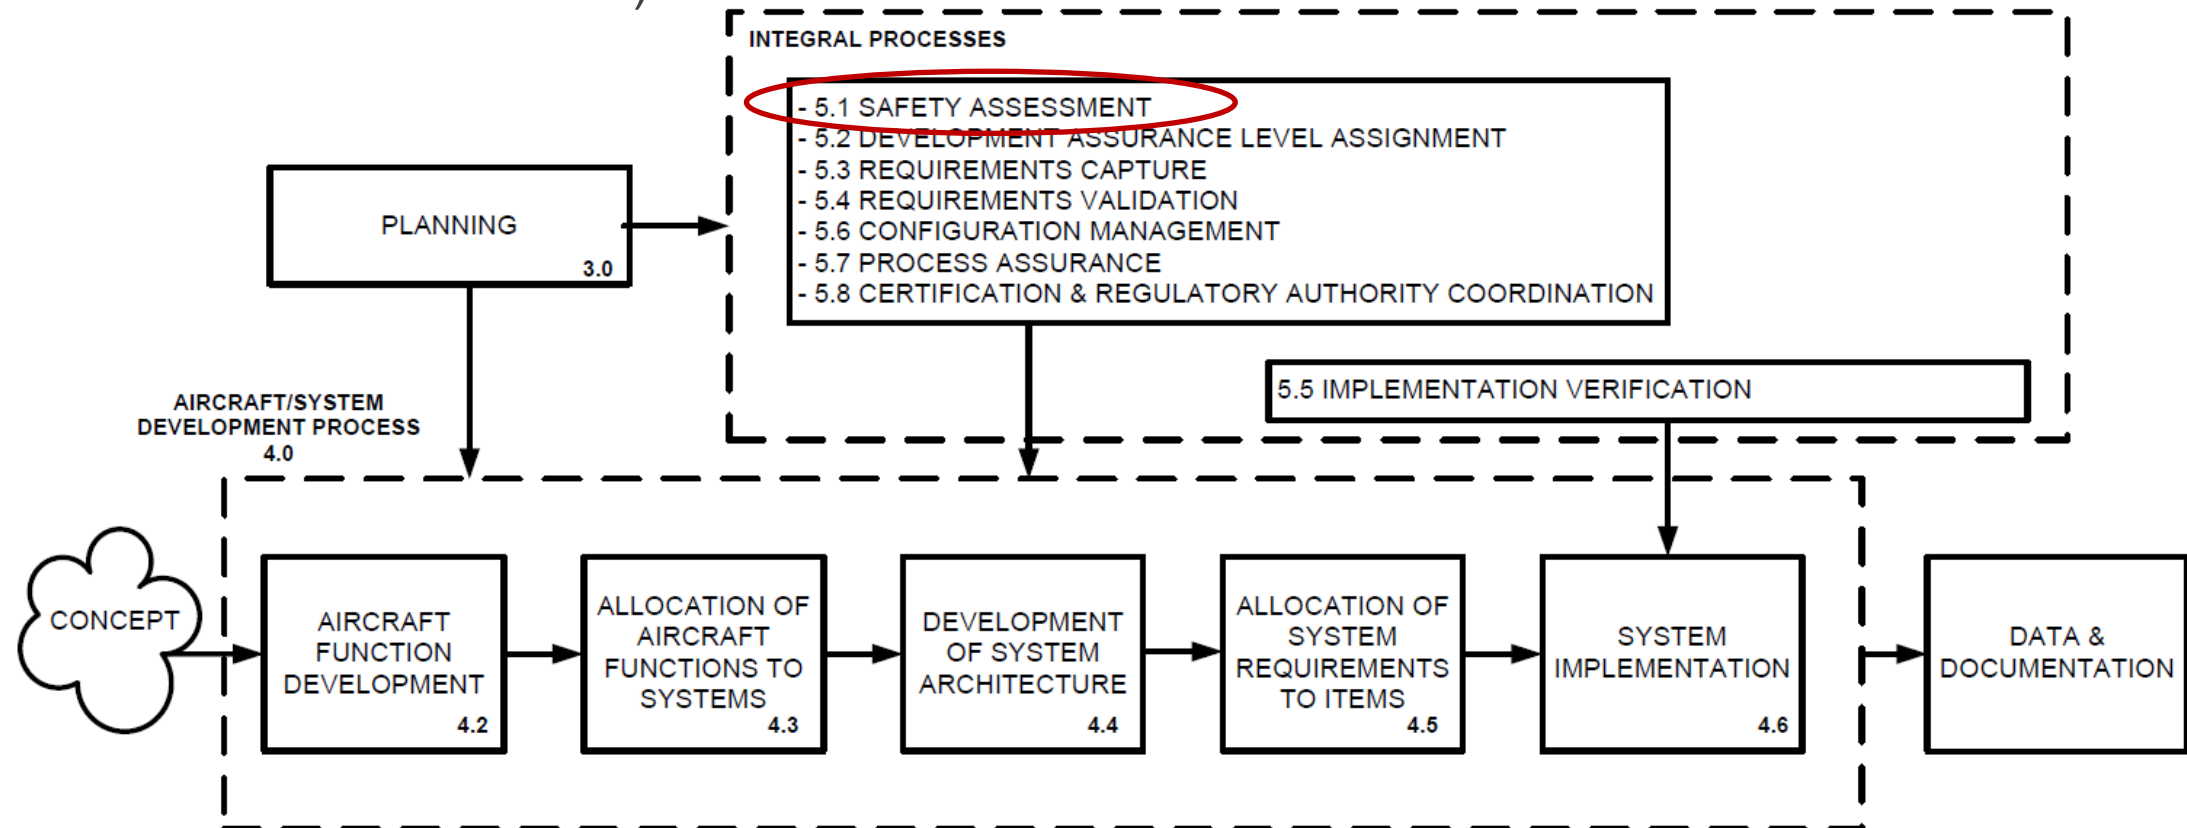 INTEGRAL PROCESSES
- 5.1 SAFETY ASSESSMENT
- 5.2 DEVELOPMENT ASSURANCE LEVEL ASSIGNMENT
- 5.3 REQUIREMENTS CAPTURE
- 5.4 REQUIREMENTS VALIDATION
- 5.6 CONFIGURATION MANAGEMENT
- 5.7 PROCESS ASSURANCE
- 5.8 CERTIFICATION & REGULATORY AUTHORITY COORDINATION
PLANNING
3.0
5.5 IMPLEMENTATION VERIFICATION
AIRCRAFT/SYSTEM
DEVELOPMENT PROCESS
4.0
CONCEPT
AIRCRAFT
FUNCTION
DEVELOPMENT
4.2
ALLOCATION OF
AIRCRAFT
FUNCTIONS TO
SYSTEMS
4.3
DEVELOPMENT
OF SYSTEM
ARCHITECTURE
4.4
ALLOCATION OF
SYSTEM
REQUIREMENTS
TO ITEMS
4.5
SYSTEM
IMPLEMENTATION
4.6
DATA &
DOCUMENTATION